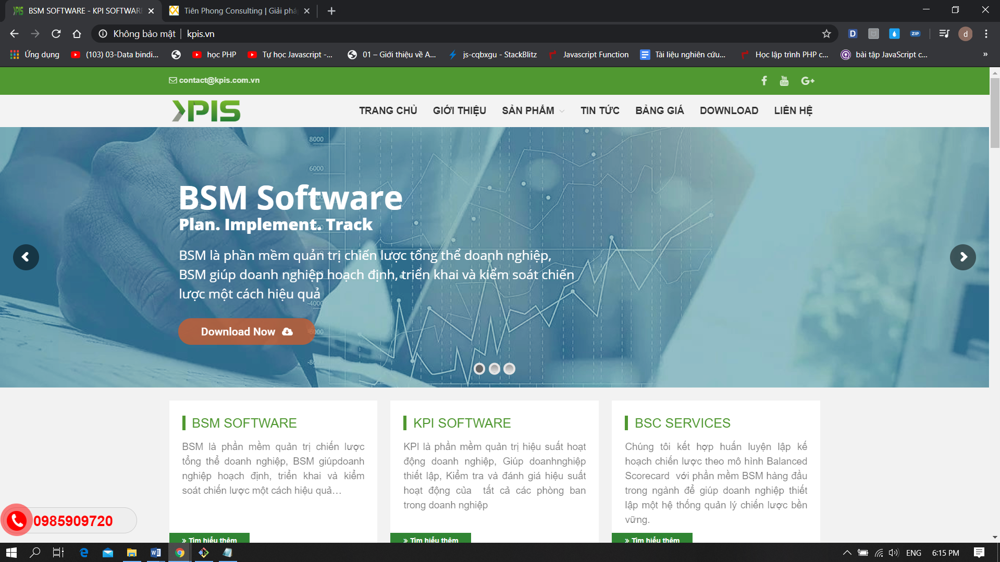 BSM SOFTWARE - KPI SOFTWAR
Tiên Phong Consulting | Giải phá
Không bảo mật | kpis.vn
D
ZIP
d
Ứng dụng
(103) 03-Data bindi...
học PHP
Tự học Javascript -...
01 – Giới thiệu về A...
js-cqbxgu - StackBlitz
Javascript Function
Tài liệu nghiên cứu...
Học lập trình PHP c...
bài tập JavaScript c...
»
contact@kpis.com.vn
You Tube
G+
KPIS
TRANG CHỦ
GIỚI THIỆU
SẢN PHẨM
TIN TỨC
BẢNG GIÁ
DOWNLOAD
LIÊN HỆ
8000
6000
BSM Software
Plan. Implement. Track
BSM là phần mềm quản trị chiến lược tổng thể doanh nghiệp,
BSM giúp doanh nghiệp hoạch định, triển khai và kiểm soát chiến
lược một cách hiệu quả
-4000
Download Now
-6000
BSM SOFTWARE
BSM là phần mềm quản trị chiến lược
tổng thể doanh nghiệp, BSM giúpdoanh
nghiệp hoạch định, triển khai và kiểm
soát chiến lược một cách hiệu quả…
» Tìm hiểu thêm
KPI SOFTWARE
KPI là phần mềm quản trị hiệu suất hoạt
động doanh nghiệp, Giúp doanhnghiệp
thiết lập, Kiểm tra và đánh giá hiệu suất
hoạt động của tất cả các phòng ban
trong doanh nghiệp
» Tìm hiểu thêm
BSC SERVICES
Chúng tôi kết hợp huấn luyện lập kế
hoạch chiến lược theo mô hình Balanced
Scorecard với phần mềm BSM hàng đầu
trong ngành để giúp doanh nghiệp thiết
lập một hệ thống quản lý chiến lược bền
vững.
» Tìm hiểu thêm
0985909720
ENG
6:15 PM